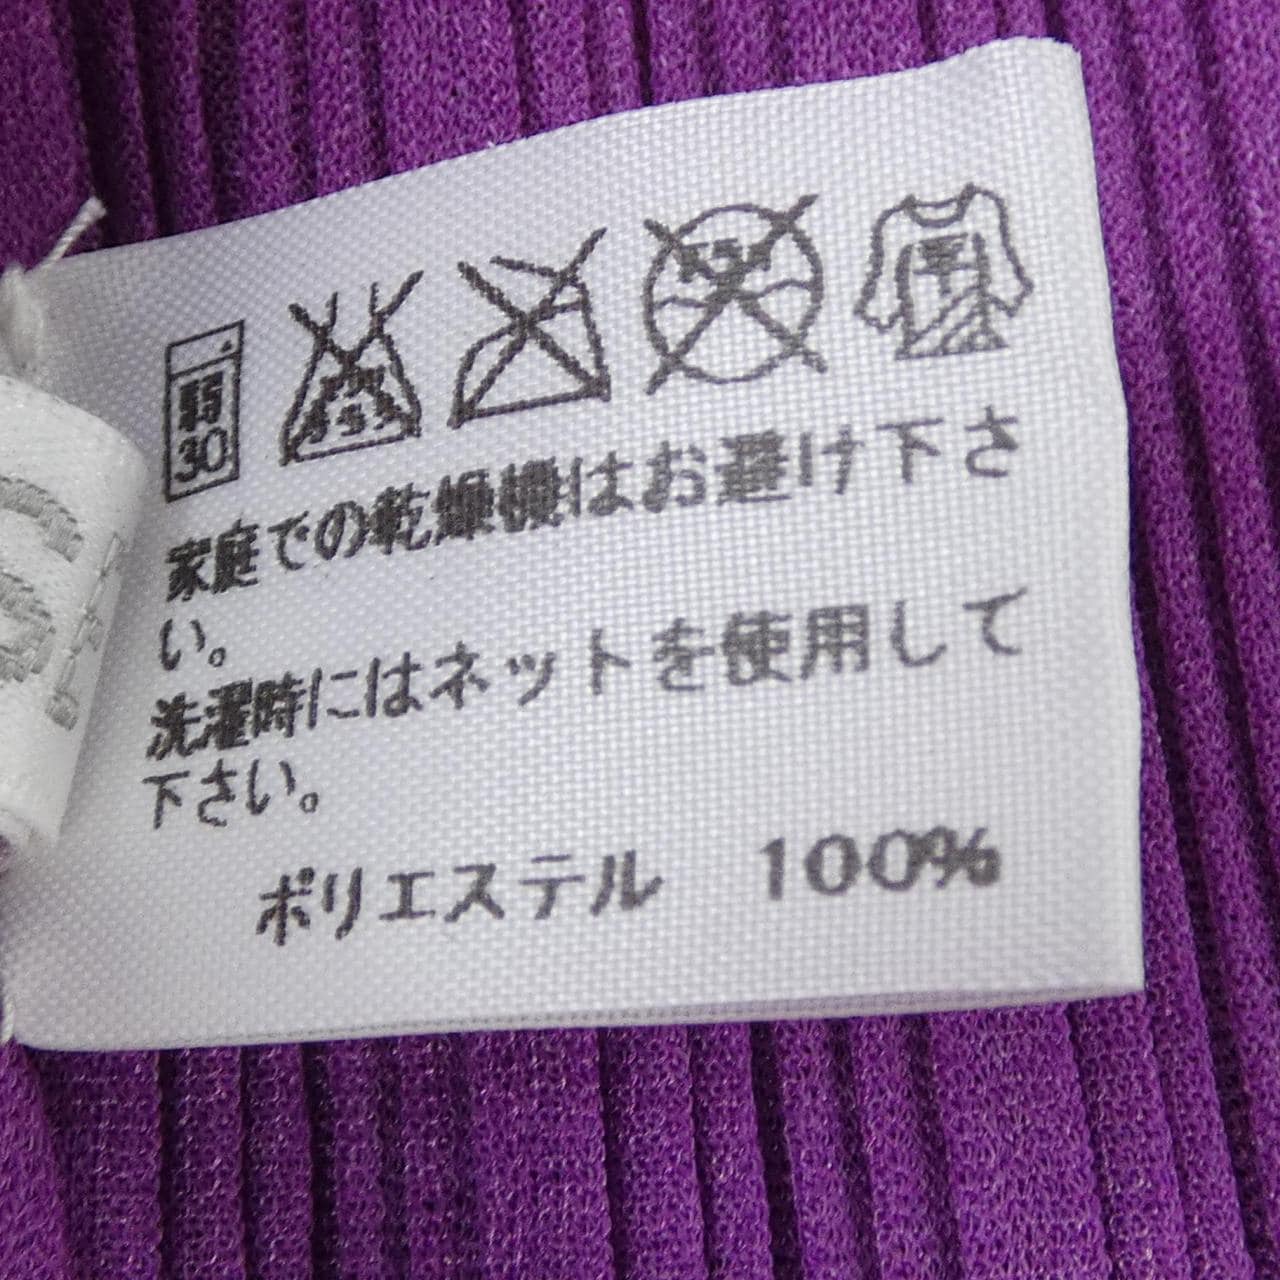 30
家庭での乾燥機はお避け下さ
い。
洗濯時にはネットを使用して
下さい。
ポリエステル 100%